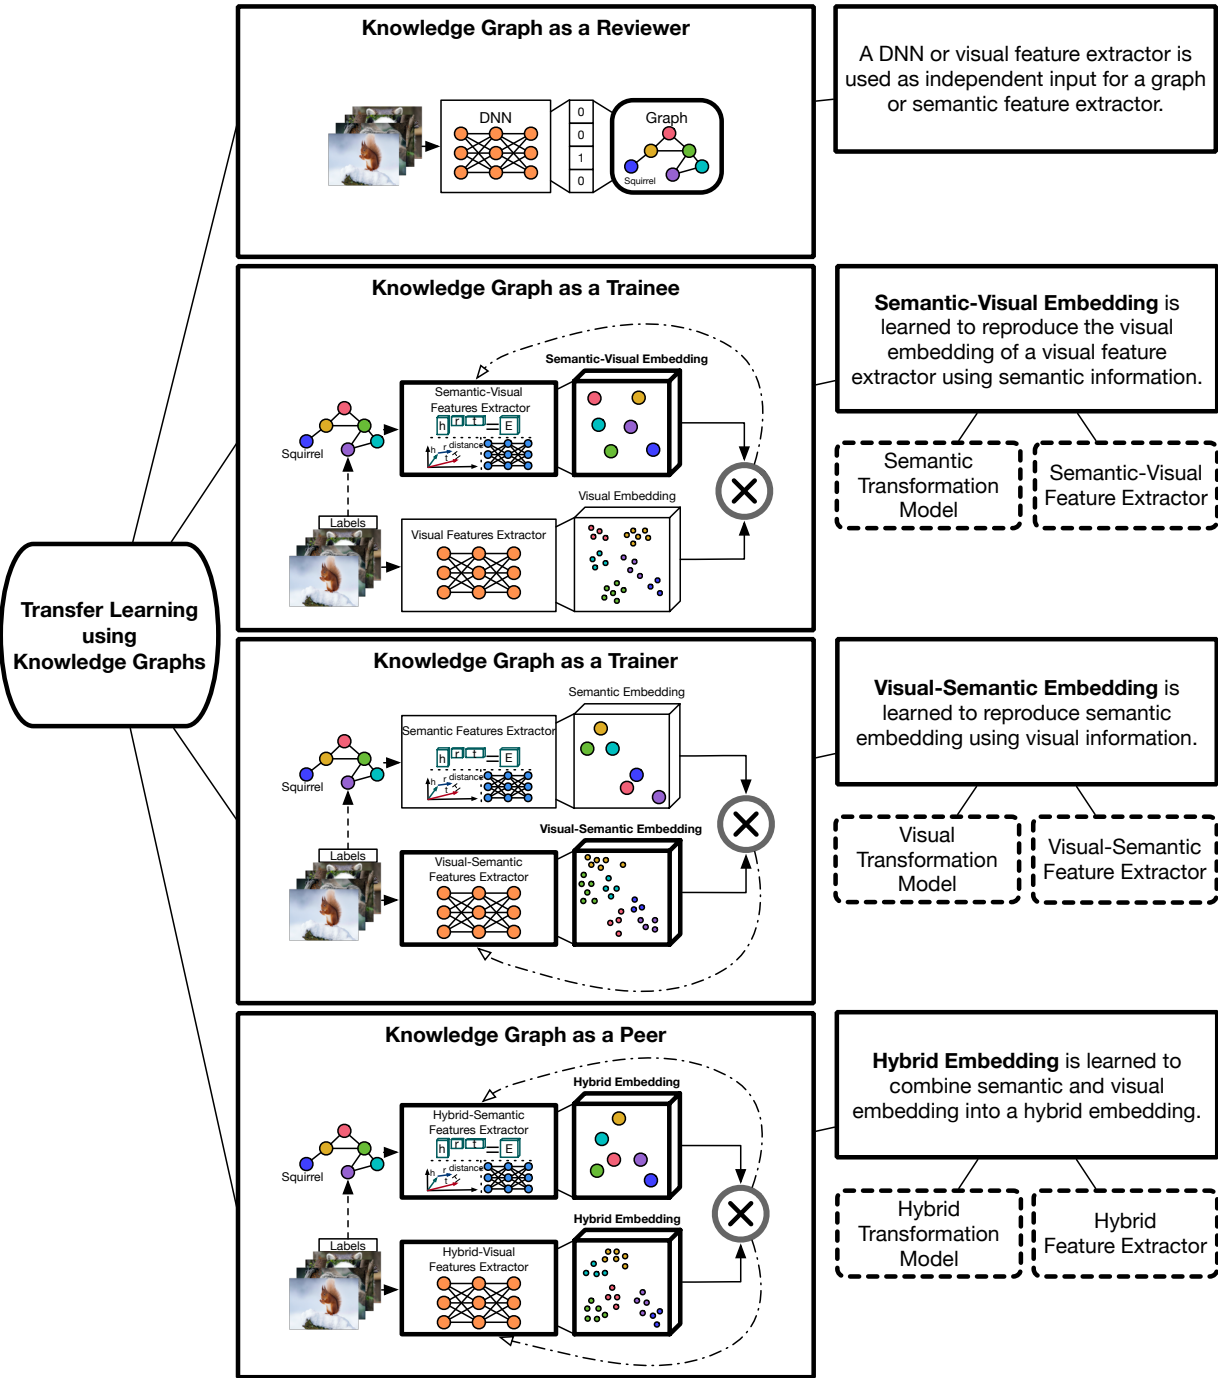 Transfer Learning
using
Knowledge Graphs
Knowledge Graph as a Reviewer
DNN
0
0
1
0
Graph
Squirrel
A DNN or visual feature extractor is
used as independent input for a graph
or semantic feature extractor.
Knowledge Graph as a Trainee
Semantic-Visual Embedding
Semantic-Visual
Features Extractor
h r t = E
h r distance
t
Squirrel
Visual Embedding
Labels
Visual Features Extractor
Semantic-Visual Embedding is
learned to reproduce the visual
embedding of a visual feature
extractor using semantic information.
Semantic
Transformation
Model
Semantic-Visual
Feature Extractor
Knowledge Graph as a Trainer
Semantic Embedding
Semantic Features Extractor
h r t = E
h r distance
t
Squirrel
Visual-Semantic Embedding
Labels
Visual-Semantic
Features Extractor
Visual-Semantic Embedding is
learned to reproduce semantic
embedding using visual information.
Visual
Transformation
Model
Visual-Semantic
Feature Extractor
Knowledge Graph as a Peer
Hybrid Embedding
Hybrid-Semantic
Features Extractor
h r t = E
h r distance
t
Squirrel
Hybrid Embedding
Labels
Hybrid-Visual
Features Extractor
Hybrid Embedding is learned to
combine semantic and visual
embedding into a hybrid embedding.
Hybrid
Transformation
Model
Hybrid
Feature Extractor